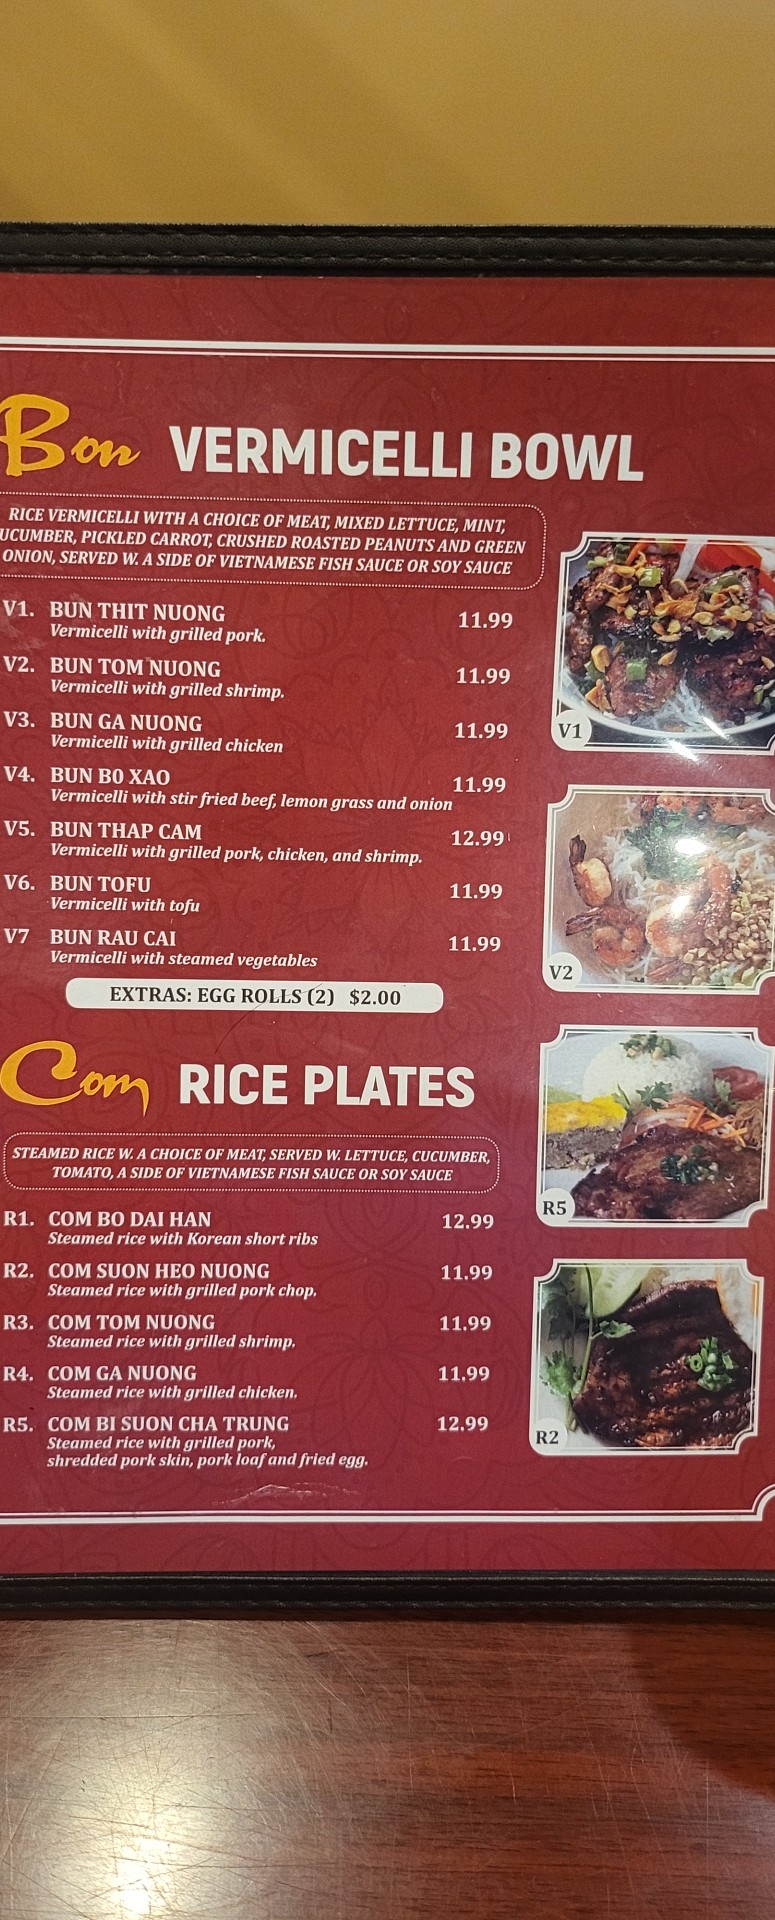 Bon VERMICELLI BOWL
RICE VERMICELLI WITH A CHOICE OF MEAT, MIXED LETTUCE, MINT,
UCUMBER, PICKLED CARROT, CRUSHED ROASTED PEANUTS AND GREEN
ONION, SERVED W. A SIDE OF VIETNAMESE FISH SAUCE OR SOY SAUCE
V1. BUN THIT NUONG 11.99
Vermicelli with grilled pork.
V2. BUN TOM NUONG 11.99
Vermicelli with grilled shrimp.
V3. BUN GA NUONG 11.99
Vermicelli with grilled chicken
V4. BUN B0 XAO 11.99
Vermicelli with stir fried beef, lemon grass and onion
V5. BUN THAP CAM 12.99
Vermicelli with grilled pork, chicken, and shrimp.
V6. BUN TOFU 11.99
Vermicelli with tofu
V7 BUN RAU CAI 11.99
Vermicelli with steamed vegetables
EXTRAS: EGG ROLLS (2) $2.00
V1
V2
Com RICE PLATES
STEAMED RICE W. A CHOICE OF MEAT, SERVED W. LETTUCE, CUCUMBER,
TOMATO, A SIDE OF VIETNAMESE FISH SAUCE OR SOY SAUCE
R1. COM BO DAI HAN 12.99
Steamed rice with Korean short ribs
R2. COM SUON HEO NUONG 11.99
Steamed rice with grilled pork chop.
R3. COM TOM NUONG 11.99
Steamed rice with grilled shrimp.
R4. COM GA NUONG 11.99
Steamed rice with grilled chicken.
R5. COM BI SUON CHA TRUNG 12.99
Steamed rice with grilled pork,
shredded pork skin, pork loaf and fried egg.
R5
R2